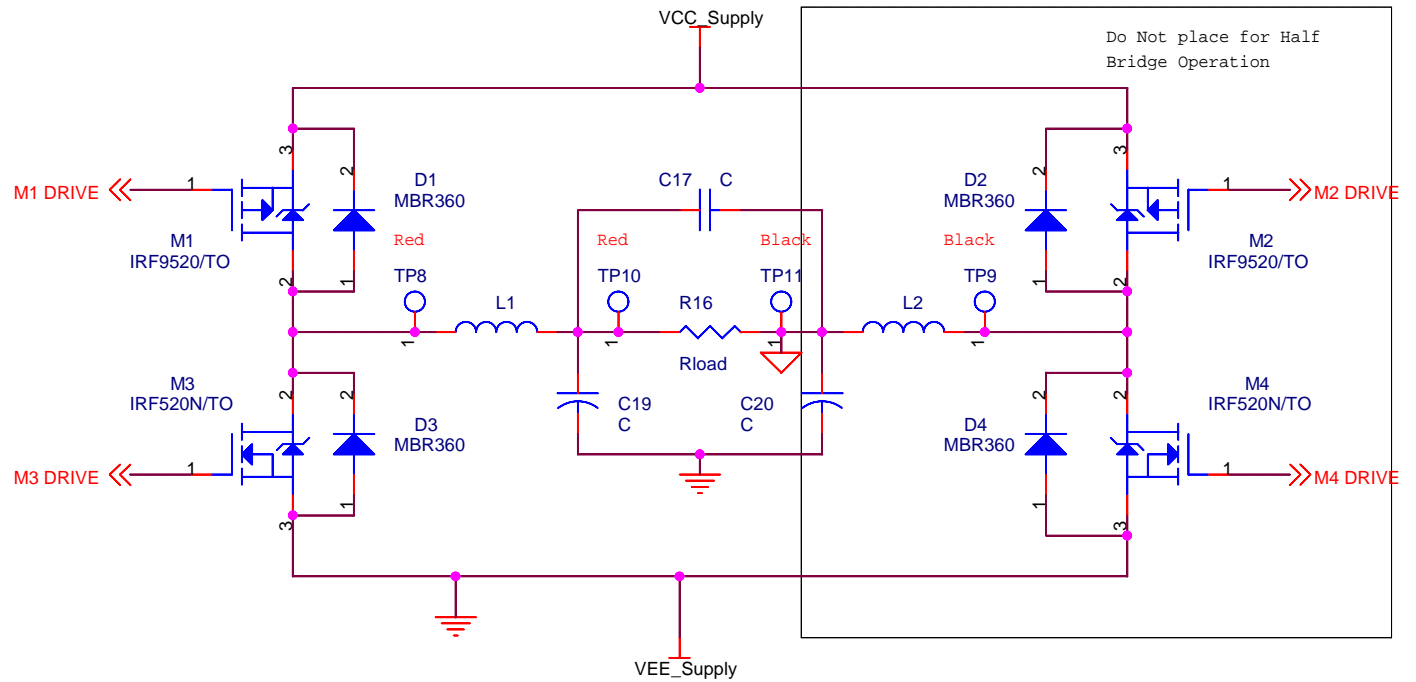 VCC_Supply
Do Not place for Half
Bridge Operation
3
2
2
3
M1 DRIVE
1
D1
MBR360
C17
C
D2
MBR360
1
M2 DRIVE
M1
IRF9520/TO
Red
Red
Black
Black
M2
IRF9520/TO
2
1
TP8
TP10
TP11
TP9
1
2
L1
R16
L2
1
1
1
1
Rload
M3
IRF520N/TO
2
2
D3
MBR360
C19
C
C20
C
D4
MBR360
2
2
M4
IRF520N/TO
M3 DRIVE
1
1
M4 DRIVE
3
1
1
3
VEE_Supply